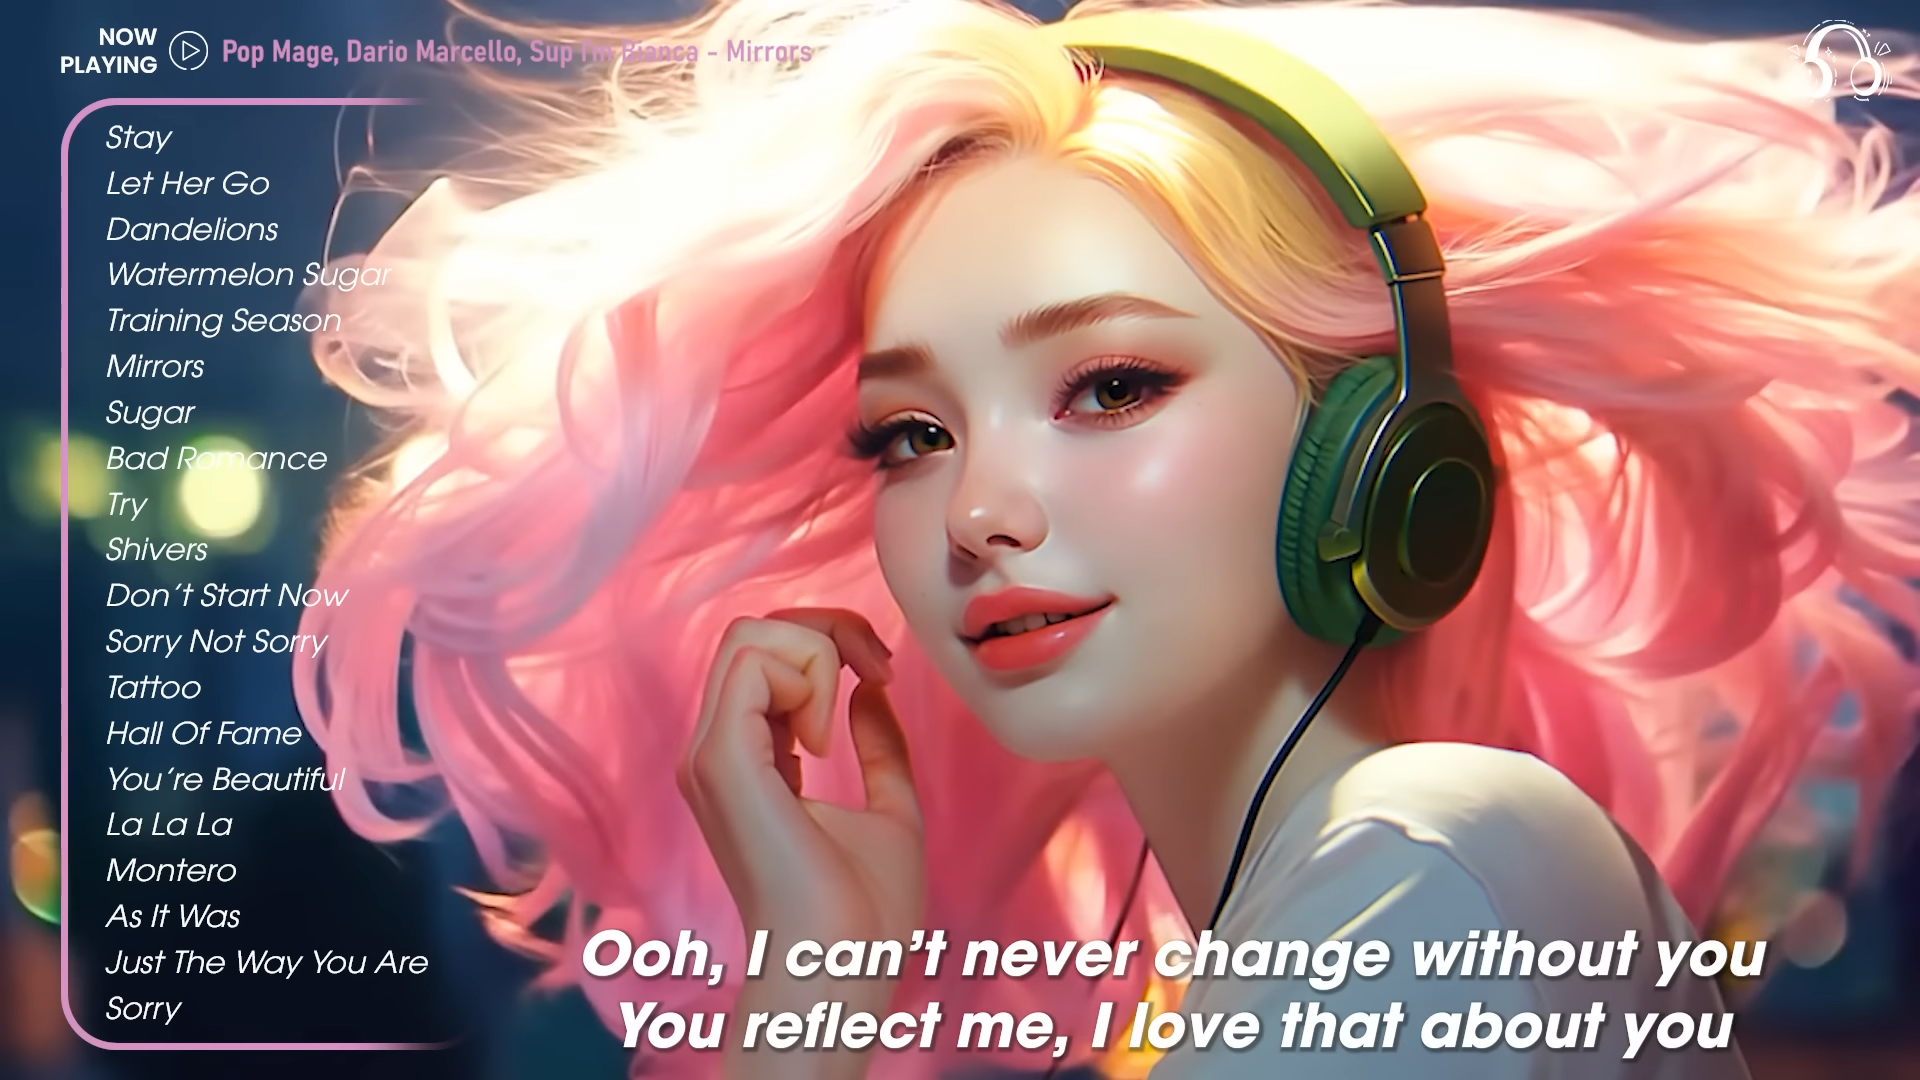 NOW
PLAYING
Pop Mage, Dario Marcello, Sup I'm Bianca - Mirrors
Stay
Let Her Go
Dandelions
Watermelon Sugar
Training Season
Mirrors
Sugar
Bad Romance
Try
Shivers
Don't Start Now
Sorry Not Sorry
Tattoo
Hall Of Fame
You're Beautiful
La La La
Montero
As It Was
Just The Way You Are
Sorry
Ooh, I can't never change without you
You reflect me, I love that about you